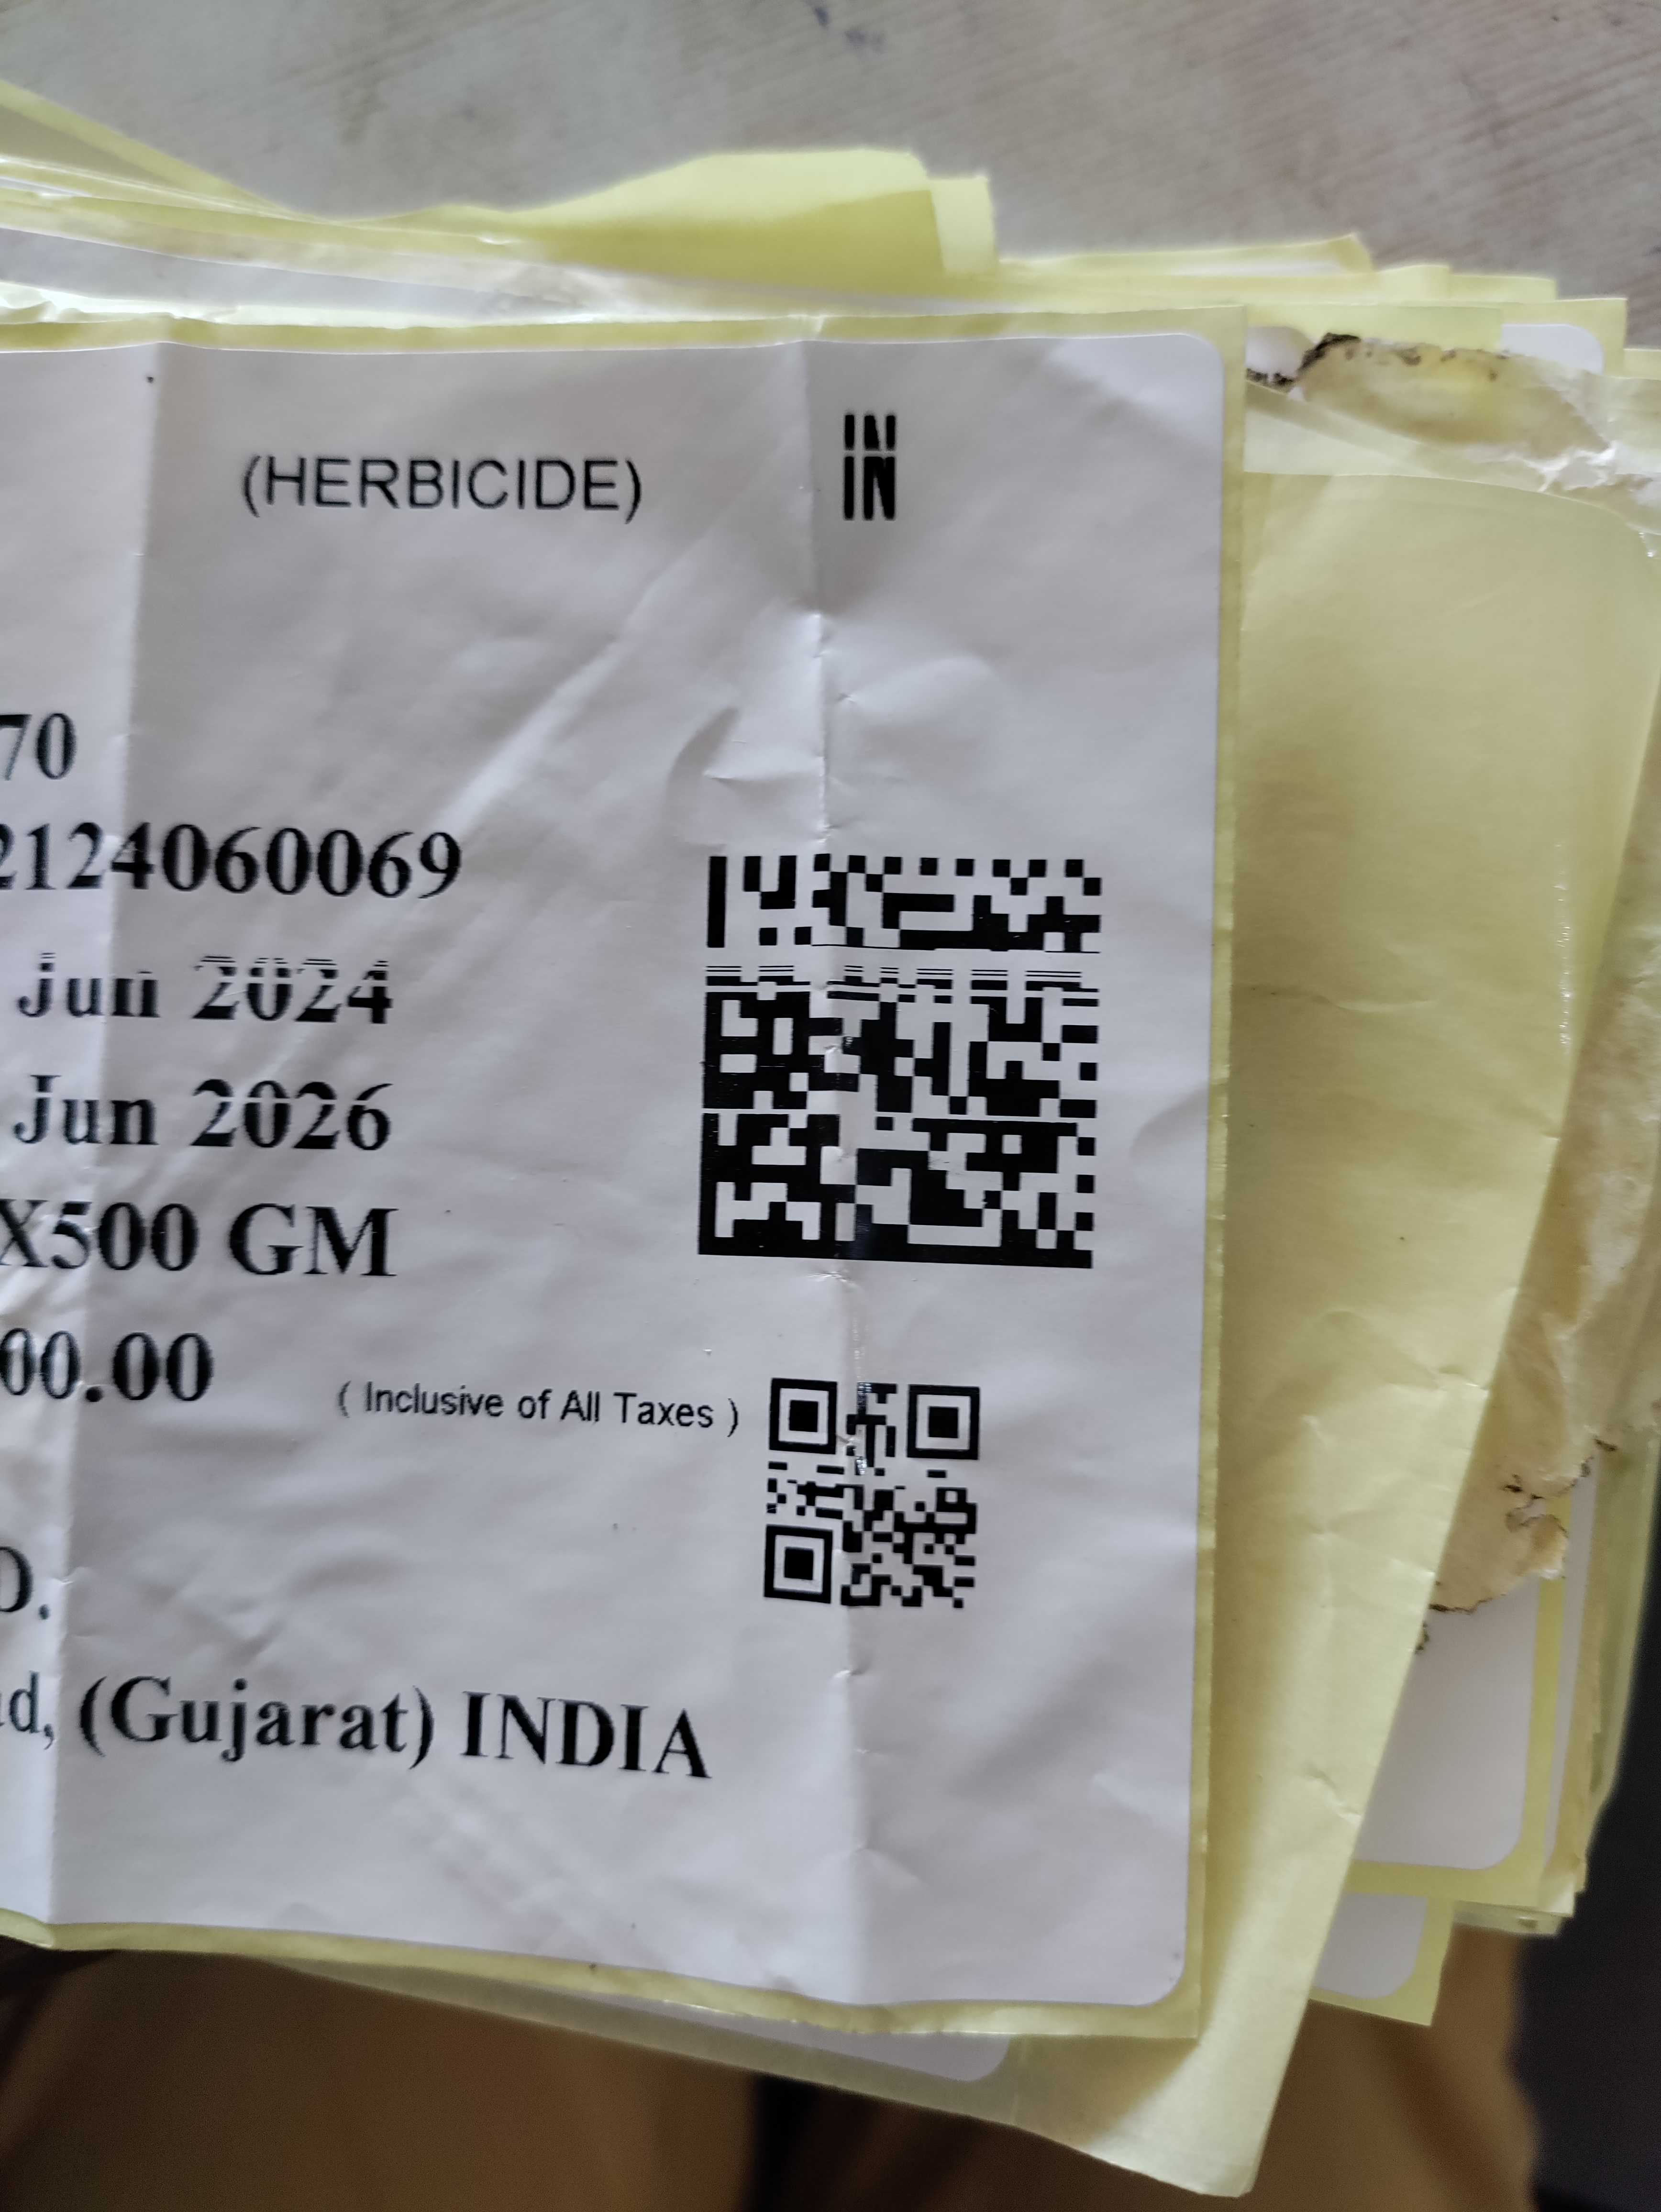 (HERBICIDE) IN
70
2124060069
Jun 2024
Jun 2026
X500 GM
00.00 ( Inclusive of All Taxes )
D.
d, (Gujarat) INDIA